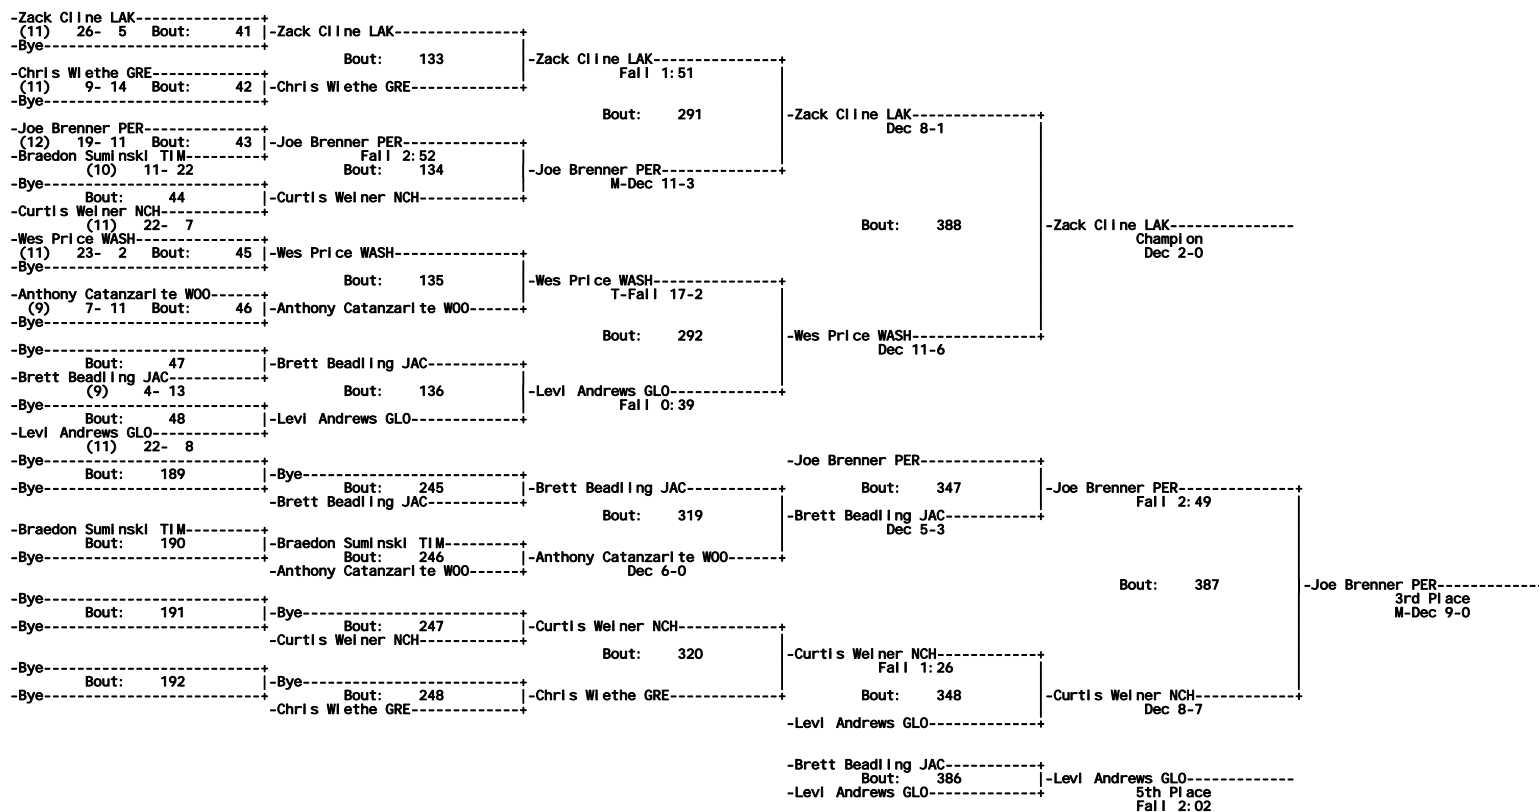 -Zack Cline LAK---------------+
(11) 26- 5 Bout: 41 |-Zack Cline LAK---------------+
-Bye--------------------------+
Bout: 133 |-Zack Cline LAK---------------+
-Chris Wiethe GRE-------------+ Fall 1:51
(11) 9- 14 Bout: 42 |-Chris Wiethe GRE-------------+
-Bye--------------------------+
Bout: 291 |-Zack Cline LAK---------------+
-Joe Brenner PER--------------+ Dec 8-1
(12) 19- 11 Bout: 43 |-Joe Brenner PER--------------+
-Braedon Suminski TIM---------+ Fall 2:52
(10) 11- 22 Bout: 134 |-Joe Brenner PER--------------+
-Bye--------------------------+ M-Dec 11-3
Bout: 44 |-Curtis Weiner NCH------------+
-Curtis Weiner NCH------------+
(11) 22- 7 Bout: 388 |-Zack Cline LAK---------------
-Wes Price WASH---------------+ Champion
(11) 23- 2 Bout: 45 |-Wes Price WASH---------------+ Dec 2-0
-Bye--------------------------+
Bout: 135 |-Wes Price WASH---------------+
-Anthony Catanzarite WOO------+ T-Fall 17-2
(9) 7- 11 Bout: 46 |-Anthony Catanzarite WOO------+
-Bye--------------------------+
Bout: 292 |-Wes Price WASH---------------+
-Bye--------------------------+ Dec 11-6
Bout: 47 |-Brett Beadling JAC-----------+
-Brett Beadling JAC-----------+
(9) 4- 13 Bout: 136 |-Levi Andrews GLO-------------+
-Bye--------------------------+ Fall 0:39
Bout: 48 |-Levi Andrews GLO-------------+
-Levi Andrews GLO-------------+
(11) 22- 8
-Bye--------------------------+ -Joe Brenner PER--------------+
Bout: 189 |-Bye--------------------------+
-Bye--------------------------+ Bout: 245 |-Brett Beadling JAC-----------+ Bout: 347 |-Joe Brenner PER--------------+
-Brett Beadling JAC-----------+ Fall 2:49
Bout: 319 |-Brett Beadling JAC-----------+
-Braedon Suminski TIM---------+ Dec 5-3
Bout: 190 |-Braedon Suminski TIM---------+
-Bye--------------------------+ Bout: 246 |-Anthony Catanzarite WOO------+
-Anthony Catanzarite WOO------+ Dec 6-0
Bout: 387 |-Joe Brenner PER--------------
-Bye--------------------------+ 3rd Place
Bout: 191 |-Bye--------------------------+ M-Dec 9-0
-Bye--------------------------+ Bout: 247 |-Curtis Weiner NCH------------+
-Curtis Weiner NCH------------+
Bout: 320 |-Curtis Weiner NCH------------+
-Bye--------------------------+ Fall 1:26
Bout: 192 |-Bye--------------------------+
-Bye--------------------------+ Bout: 248 |-Chris Wiethe GRE-------------+ Bout: 348 |-Curtis Weiner NCH------------+
-Chris Wiethe GRE-------------+ Dec 8-7
-Levi Andrews GLO-------------+
-Brett Beadling JAC-----------+
Bout: 386 |-Levi Andrews GLO-------------
-Levi Andrews GLO-------------+ 5th Place
Fall 2:02